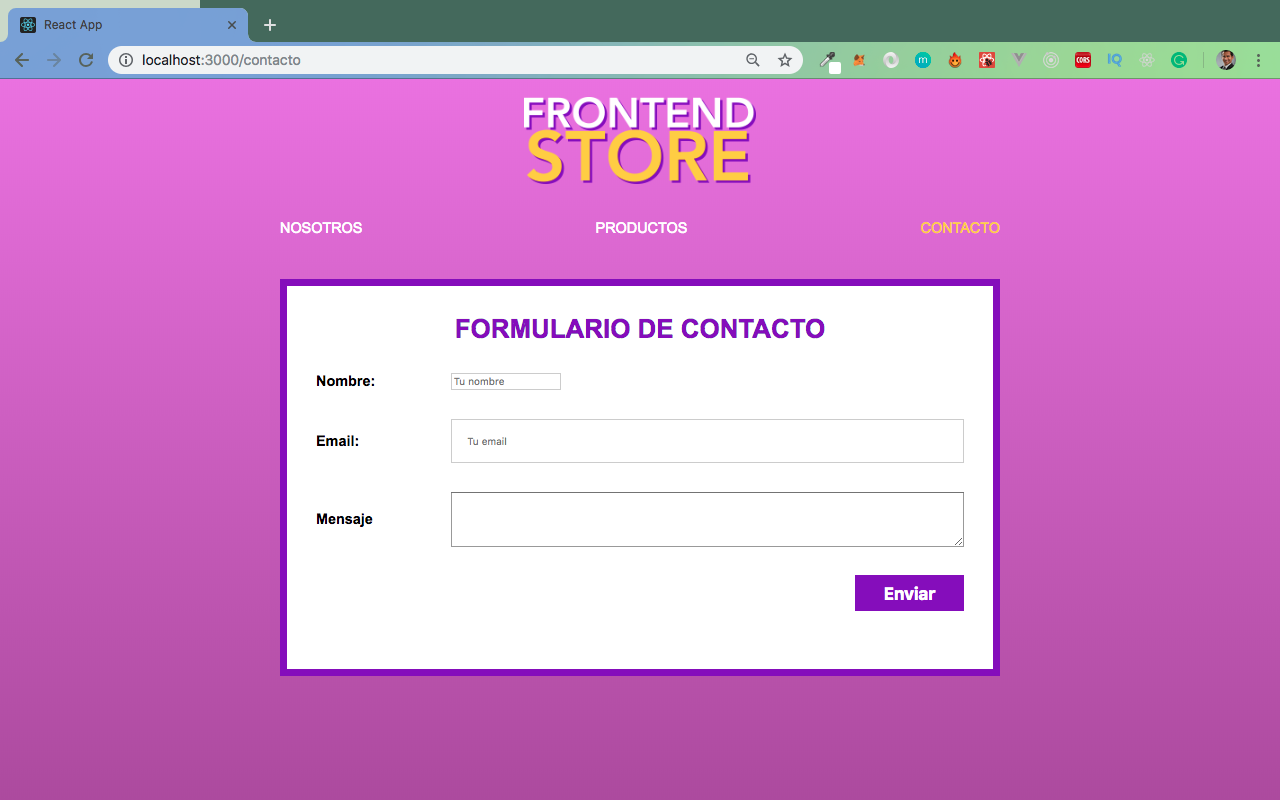 React App
localhost:3000/contacto
m
CORS
IQ
FRONTEND
STORE
NOSOTROS PRODUCTOS CONTACTO
FORMULARIO DE CONTACTO
Nombre: Tu nombre
Email: Tu email
Mensaje
Enviar